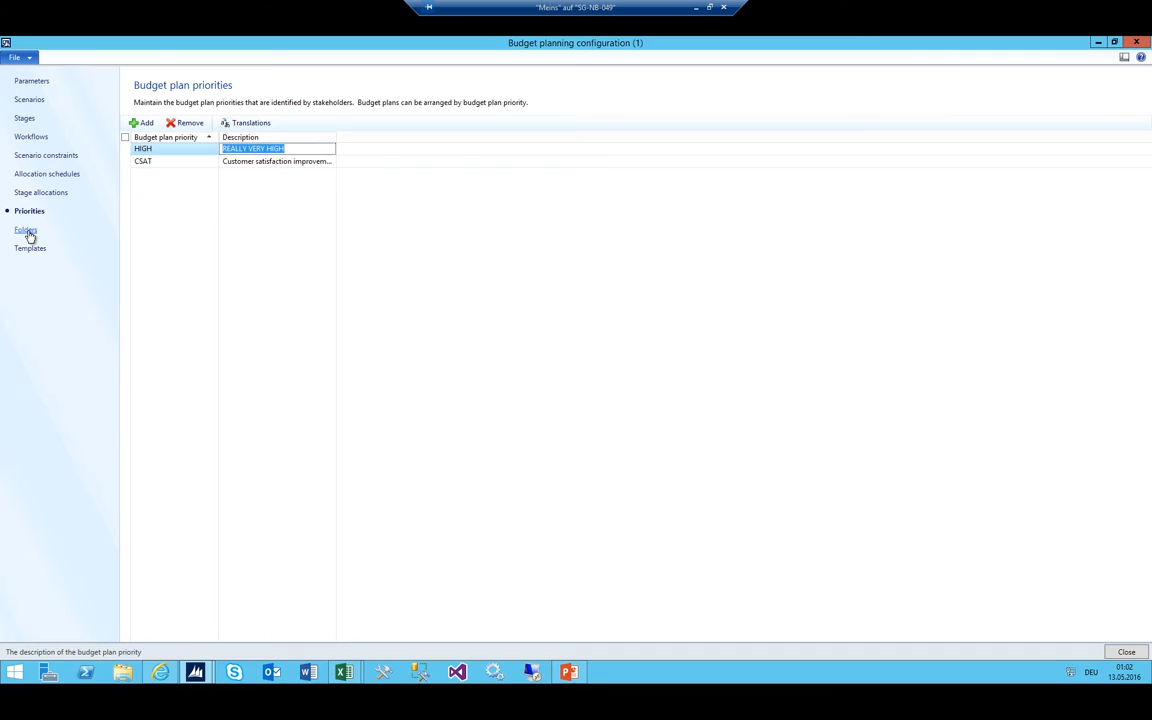 "Meins" auf "SG-NB-049"
Budget planning configuration (1)
File
Parameters
Scenarios
Stages
Workflows
Scenario constraints
Allocation schedules
Stage allocations
Priorities
Folders
Templates
Budget plan priorities
Maintain the budget plan priorities that are identified by stakeholders. Budget plans can be arranged by budget plan priority.
Add Remove Translations
Budget plan priority Description
HIGH REALLY VERY HIGH
CSAT Customer satisfaction improvem...
The description of the budget plan priority
Close
DEU 01:02
13.05.2016